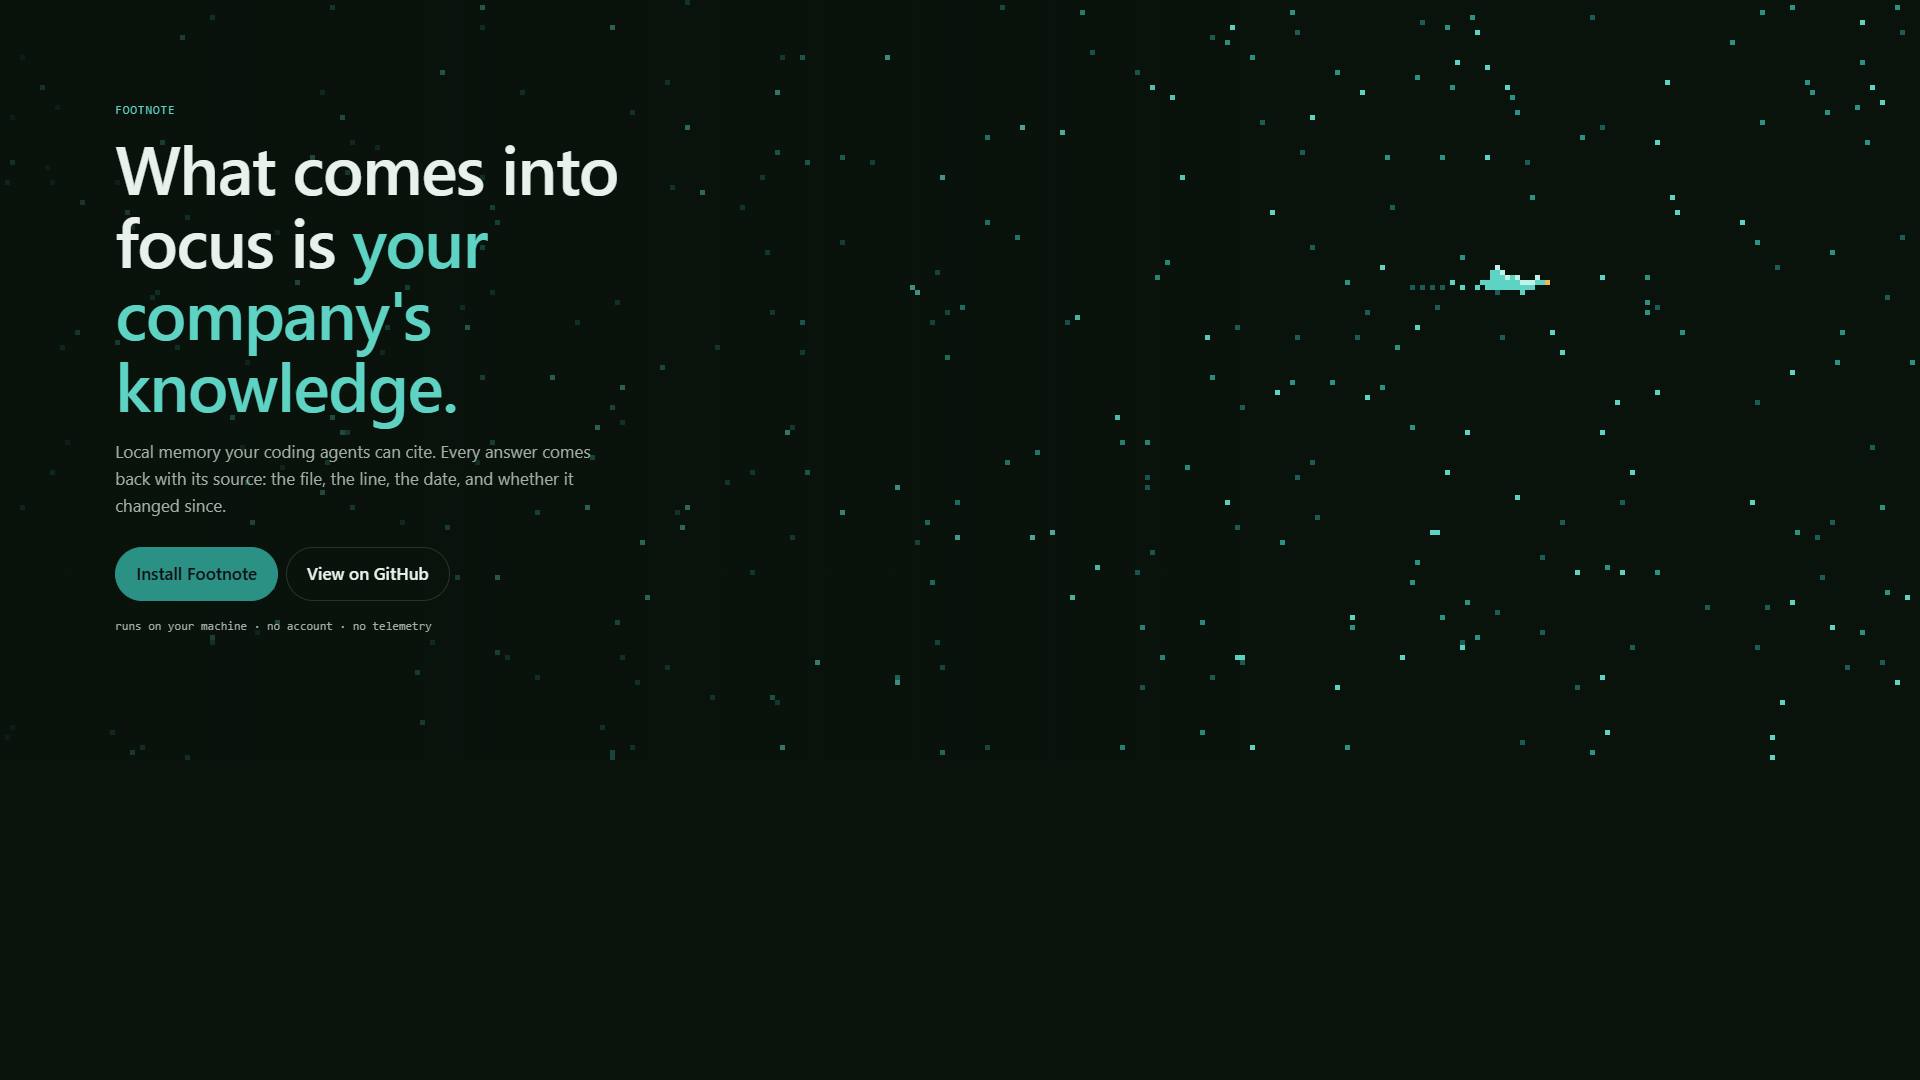 FOOTNOTE
What comes into
focus is your
company's
knowledge.
Local memory your coding agents can cite. Every answer comes
back with its source: the file, the line, the date, and whether it
changed since.
Install Footnote
View on GitHub
runs on your machine · no account · no telemetry